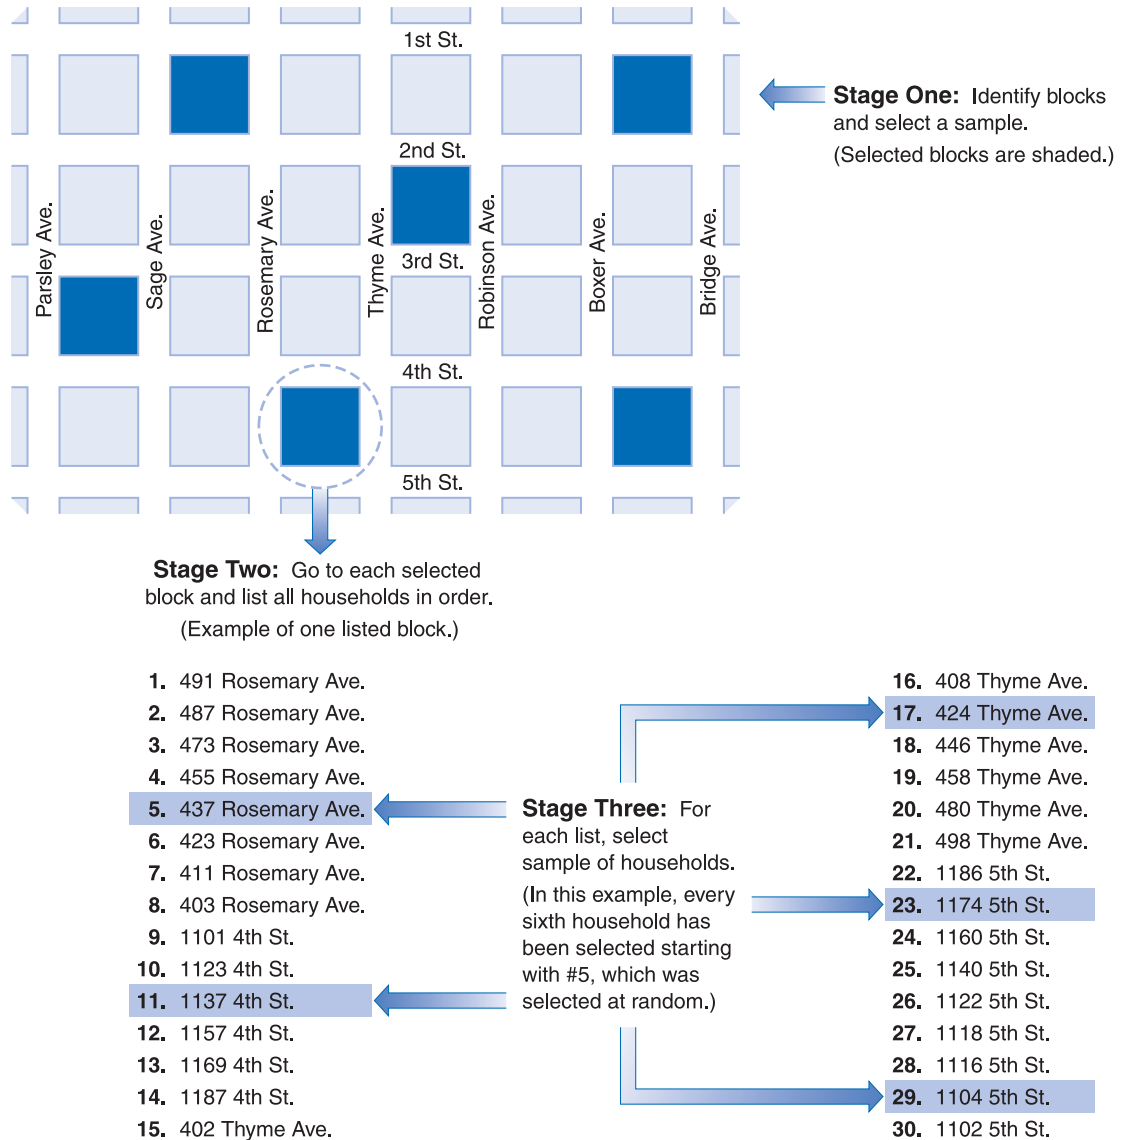 1st St.
Stage One: Identify blocks
and select a sample.
(Selected blocks are shaded.)
2nd St.
Parsley Ave.
Sage Ave.
Rosemary Ave.
Thyme Ave.
Robinson Ave.
Boxer Ave.
Bridge Ave.
3rd St.
4th St.
5th St.
Stage Two: Go to each selected
block and list all households in order.
(Example of one listed block.)
1. 491 Rosemary Ave.
2. 487 Rosemary Ave.
3. 473 Rosemary Ave.
4. 455 Rosemary Ave.
5. 437 Rosemary Ave.
6. 423 Rosemary Ave.
7. 411 Rosemary Ave.
8. 403 Rosemary Ave.
9. 1101 4th St.
10. 1123 4th St.
11. 1137 4th St.
12. 1157 4th St.
13. 1169 4th St.
14. 1187 4th St.
15. 402 Thyme Ave.
Stage Three: For
each list, select
sample of households.
(In this example, every
sixth household has
been selected starting
with #5, which was
selected at random.)
16. 408 Thyme Ave.
17. 424 Thyme Ave.
18. 446 Thyme Ave.
19. 458 Thyme Ave.
20. 480 Thyme Ave.
21. 498 Thyme Ave.
22. 1186 5th St.
23. 1174 5th St.
24. 1160 5th St.
25. 1140 5th St.
26. 1122 5th St.
27. 1118 5th St.
28. 1116 5th St.
29. 1104 5th St.
30. 1102 5th St.